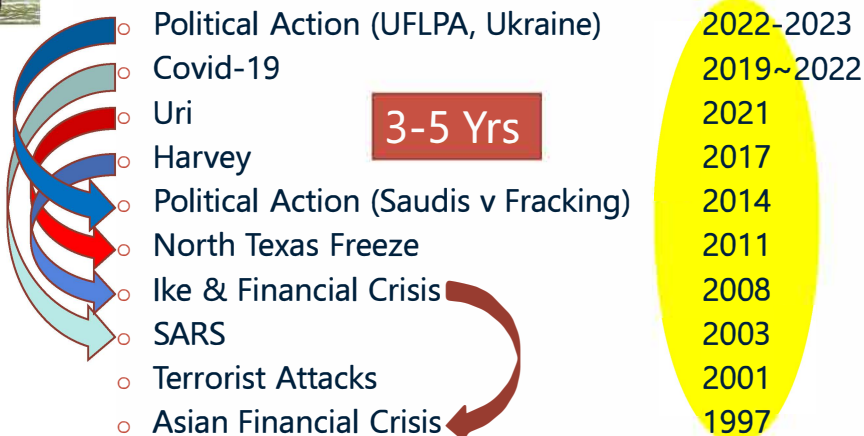 Political Action (UFLPA, Ukraine) 2022-2023
Covid-19 2019~2022
Uri 2021
3-5 Yrs
Harvey 2017
Political Action (Saudis v Fracking) 2014
North Texas Freeze 2011
Ike & Financial Crisis 2008
SARS 2003
Terrorist Attacks 2001
Asian Financial Crisis 1997